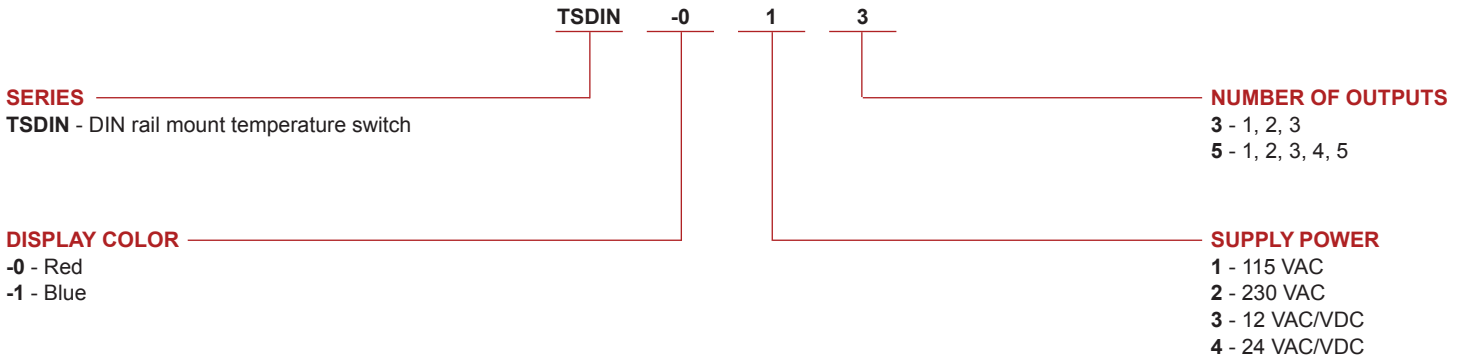 TSDIN -0 1 3
SERIES
TSDIN - DIN rail mount temperature switch
NUMBER OF OUTPUTS
3 - 1, 2, 3
5 - 1, 2, 3, 4, 5
DISPLAY COLOR
-0 - Red
-1 - Blue
SUPPLY POWER
1 - 115 VAC
2 - 230 VAC
3 - 12 VAC/VDC
4 - 24 VAC/VDC